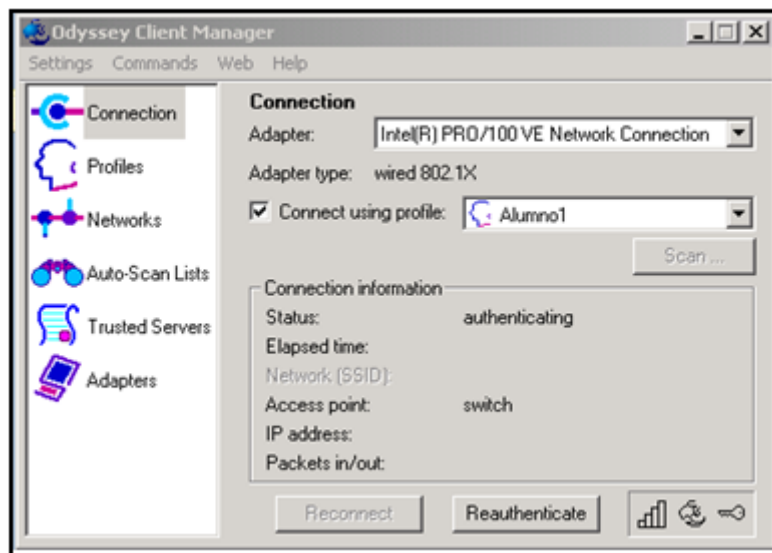 Odyssey Client Manager
Settings Commands Web Help
Connection
Profiles
Networks
Auto-Scan Lists
Trusted Servers
Adapters
Connection
Adapter: Intel(R) PRO/100 VE Network Connection
Adapter type: wired 802.1X
Connect using profile: Alumno1
Scan ...
Connection information
Status: authenticating
Elapsed time:
Network (SSID):
Access point: switch
IP address:
Packets in/out:
Reconnect Reauthenticate